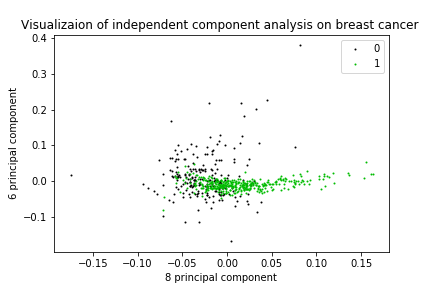 Visualizaion of independent component analysis on breast cancer
0.4
0.3
0.2
0.1
0.0
−0.1
6 principal component
0
1
−0.15 −0.10 −0.05 0.00 0.05 0.10 0.15
8 principal component